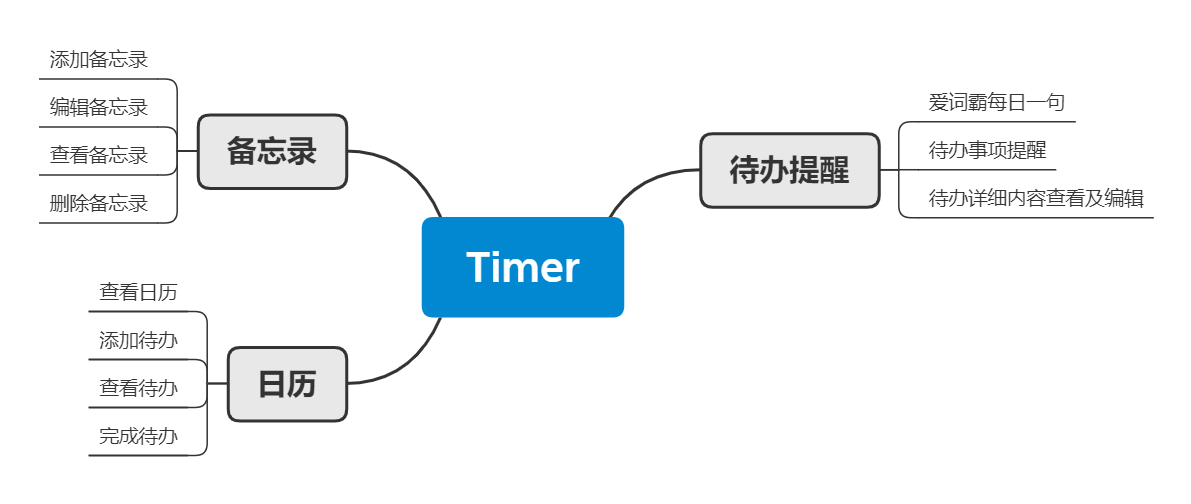 添加备忘录
编辑备忘录
查看备忘录
删除备忘录
备忘录
查看日历
添加待办
查看待办
完成待办
日历
Timer
待办提醒
爱词霸每日一句
待办事项提醒
待办详细内容查看及编辑